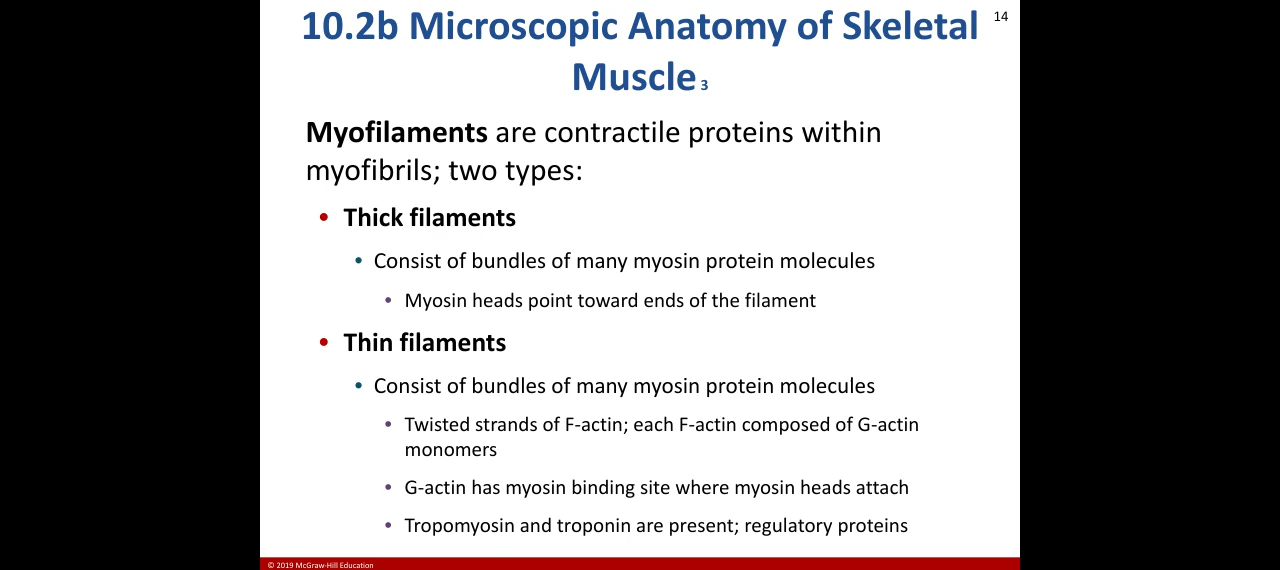 14
10.2b Microscopic Anatomy of Skeletal
Muscle 3
Myofilaments are contractile proteins within
myofibrils; two types:
• Thick filaments
• Consist of bundles of many myosin protein molecules
• Myosin heads point toward ends of the filament
• Thin filaments
• Consist of bundles of many myosin protein molecules
• Twisted strands of F-actin; each F-actin composed of G-actin
monomers
• G-actin has myosin binding site where myosin heads attach
• Tropomyosin and troponin are present; regulatory proteins
© 2019 McGraw-Hill Education